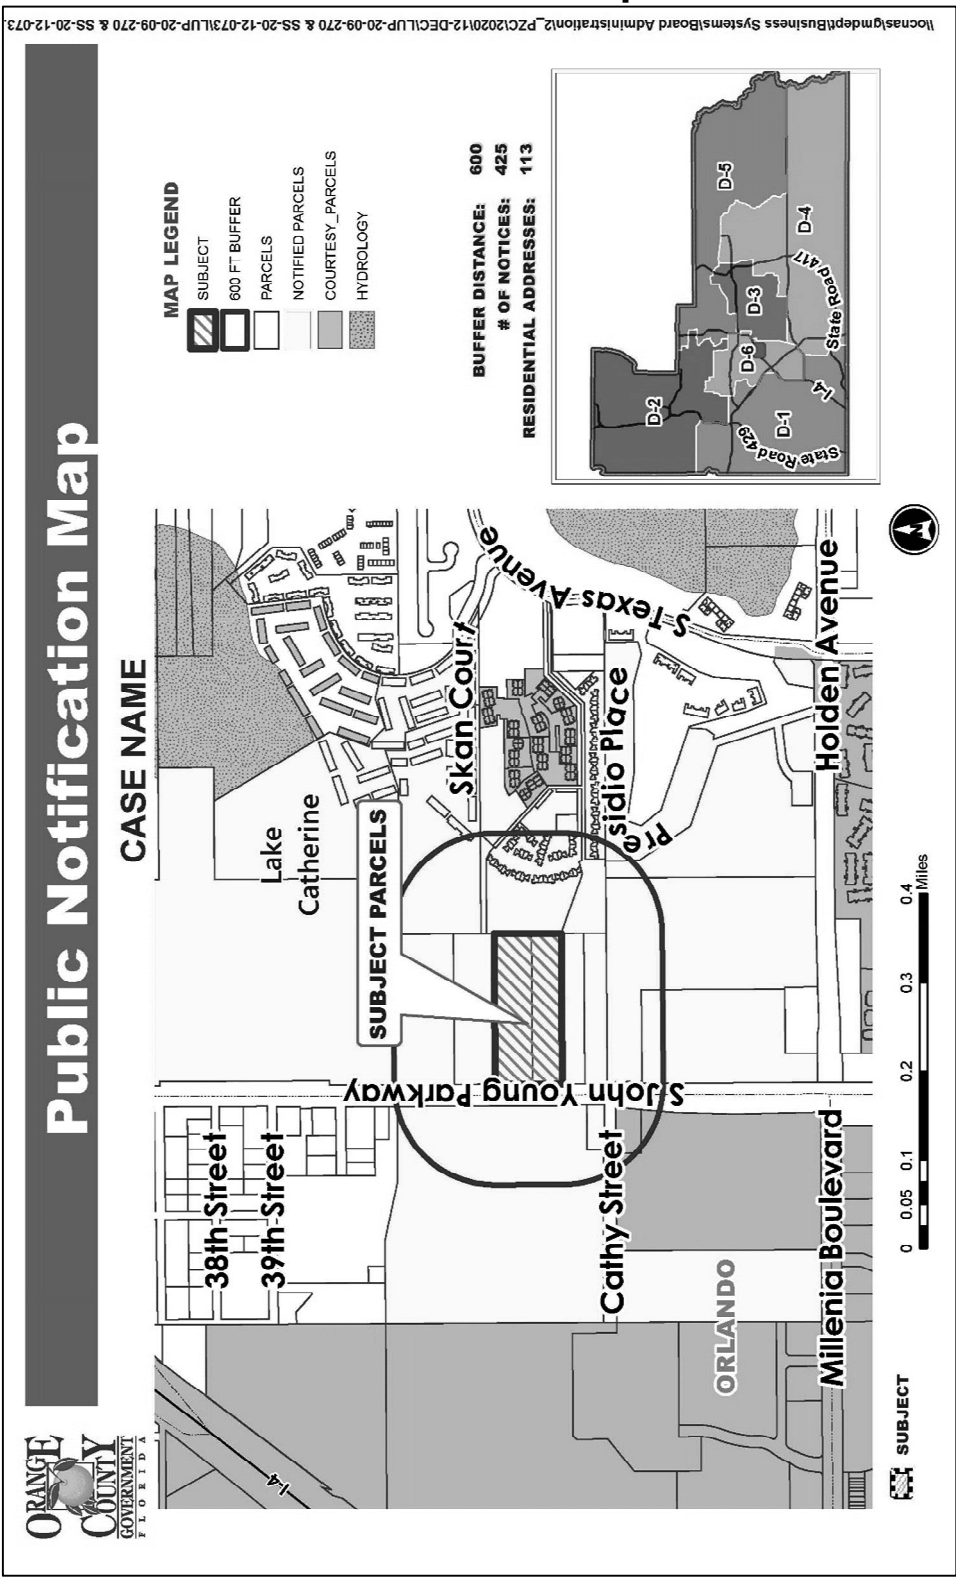 ORANGE
COUNTY
GOVERNMENT
FLORIDA
Public Notification Map
CASE NAME
MAP LEGEND
SUBJECT
600 FT BUFFER
PARCELS
NOTIFIED PARCELS
COURTESY_PARCELS
HYDROLOGY
BUFFER DISTANCE: 600
# OF NOTICES: 425
RESIDENTIAL ADDRESSES: 113
D-2
D-5
D-3
D-6
D-4
D-1
State Road 429
I-4
State Road 417
I-4
38th Street
39th Street
Lake
Catherine
SUBJECT PARCELS
S John Young Parkway
Skan Court
S Texas Avenue
Cathy Street
Presidio Place
ORLANDO
Millenia Boulevard
Holden Avenue
SUBJECT
0 0.05 0.1 0.2 0.3 0.4
Miles
N
\\ocnas\gmdept\Business Systems\Board Administration\2_PZC\2020\12-DEC\LUP-20-09-270 & SS-20-12-073\LUP-20-09-270 & SS-20-12-073.